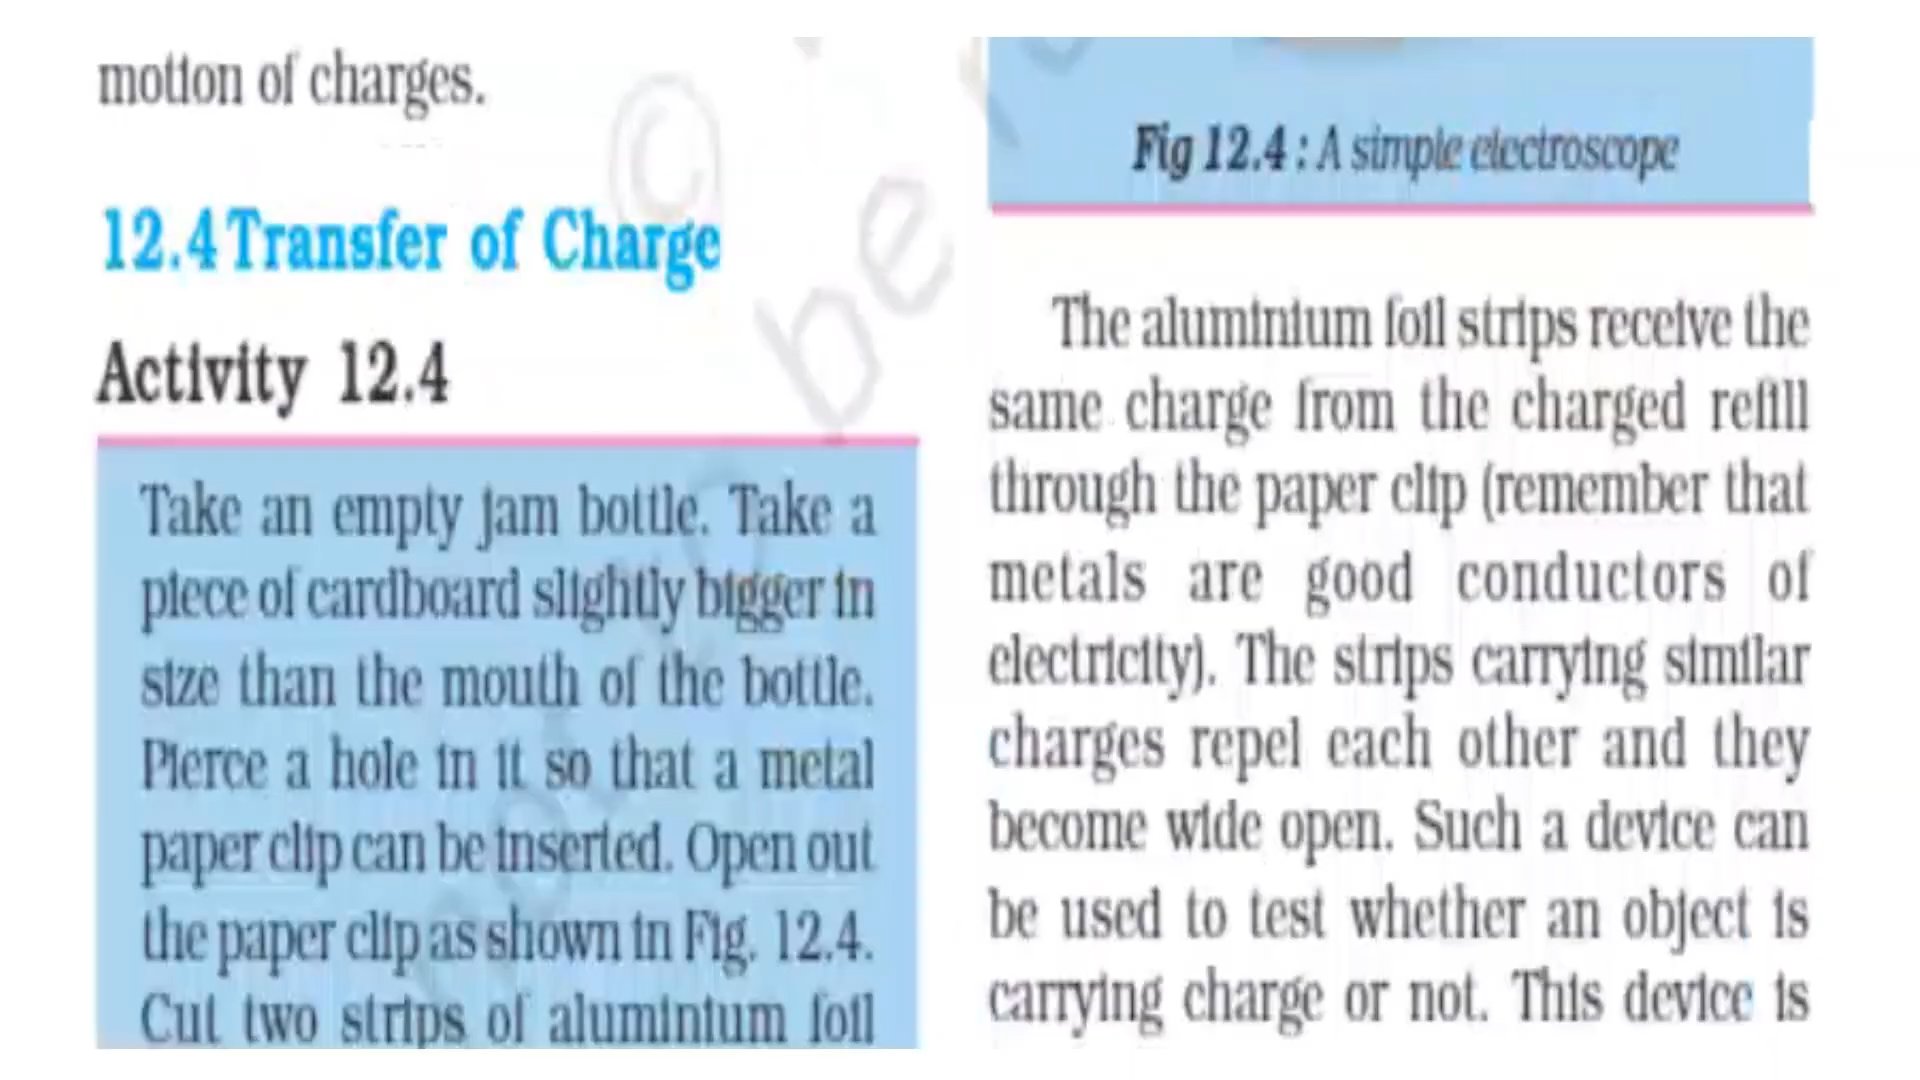 motion of charges.
12.4 Transfer of Charge
Activity 12.4
Take an empty jam bottle. Take a
piece of cardboard slightly bigger in
size than the mouth of the bottle.
Pierce a hole in it so that a metal
paper clip can be inserted. Open out
the paper clip as shown in Fig. 12.4.
Cut two strips of aluminium foil
Fig 12.4 : A simple electroscope
The aluminium foil strips receive the
same charge from the charged refill
through the paper clip (remember that
metals are good conductors of
electricity). The strips carrying similar
charges repel each other and they
become wide open. Such a device can
be used to test whether an object is
carrying charge or not. This device is
© be